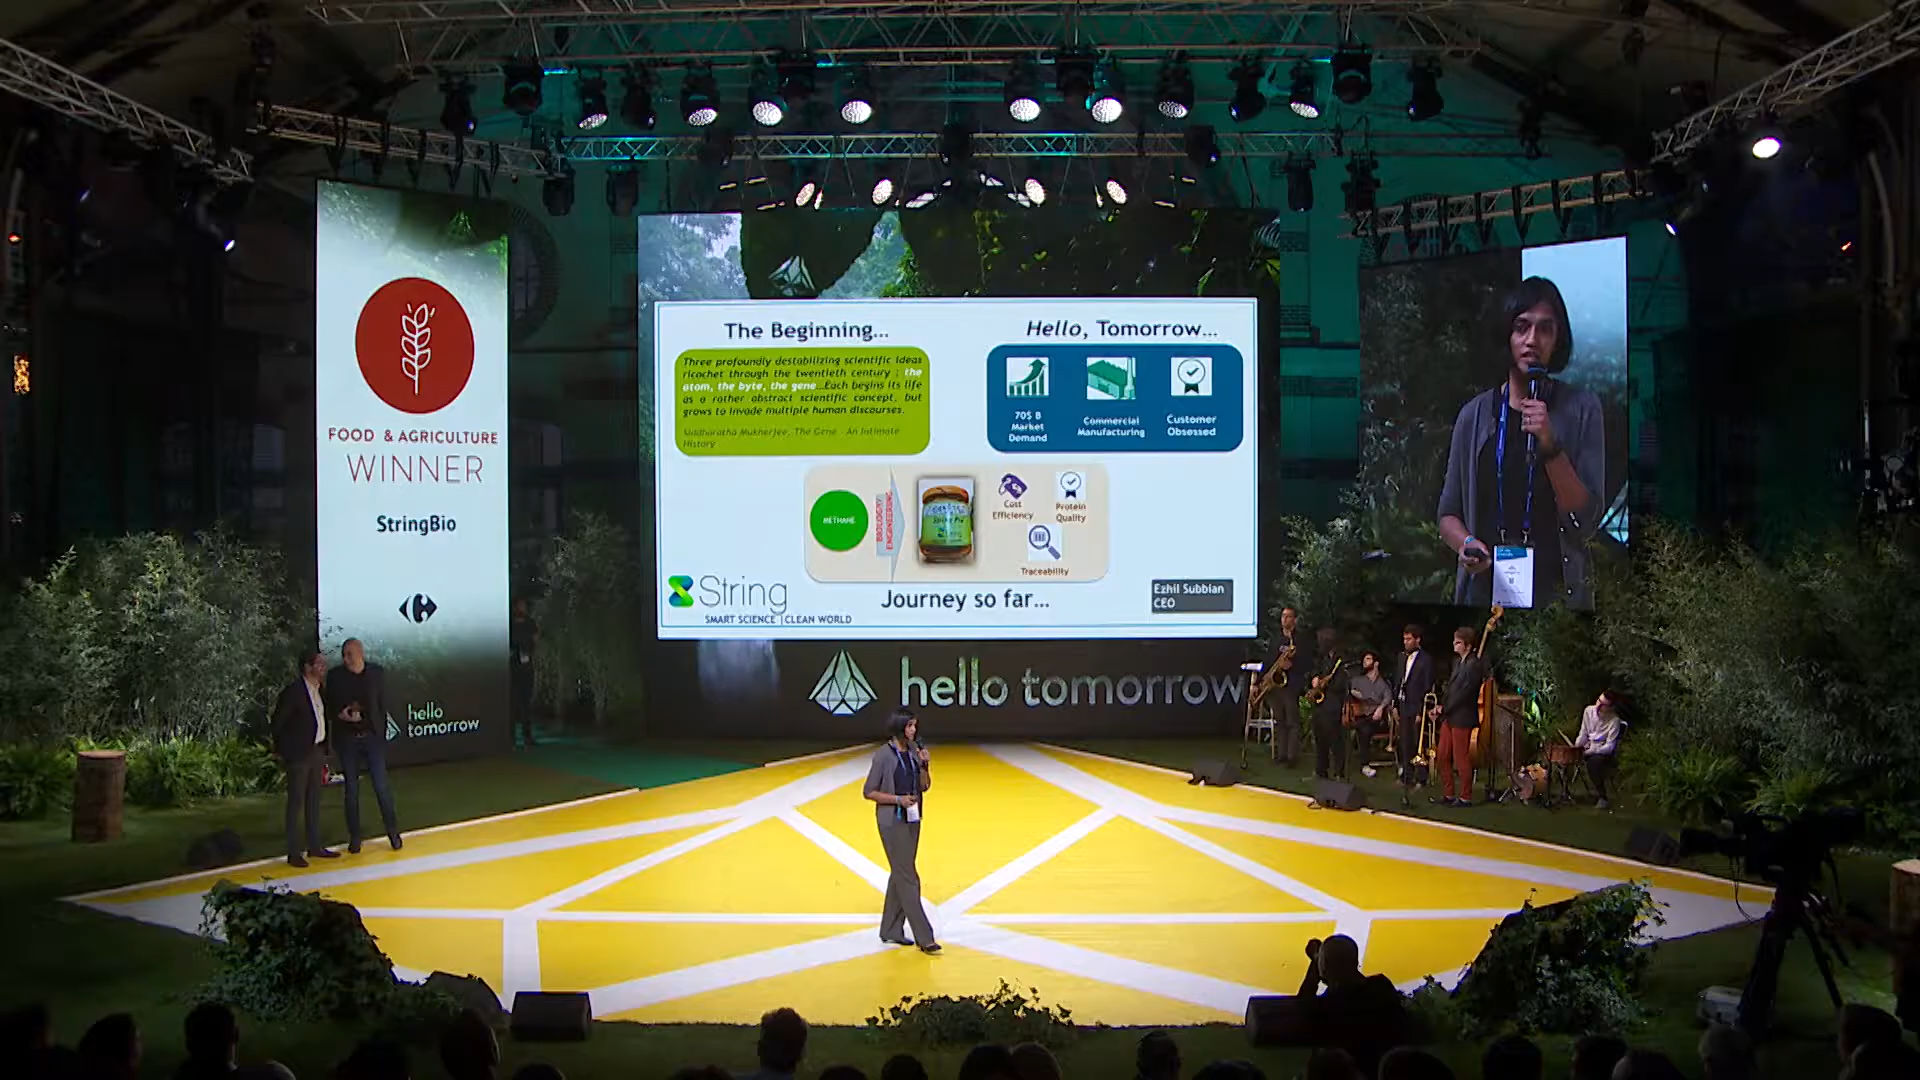 FOOD & AGRICULTURE
WINNER
StringBio
hello
tomorrow
The Beginning...
Three profoundly destabilizing scientific ideas
ricochet through the twentieth century : the
atom, the byte, the gene...Each begins its life
as a rather abstract scientific concept, but
grows to invade multiple human discourses.
Siddharatha Mukherjee, The Gene - An Intimate
History
Hello, Tomorrow...
70$ B
Market
Demand
Commercial
Manufacturing
Customer
Obsessed
METHANE
BIOLOGY/
ENGINEERING
Cost
Efficiency
Protein
Quality
Traceability
String
SMART SCIENCE | CLEAN WORLD
Journey so far...
Ezhil Subbian
CEO
hello tomorrow